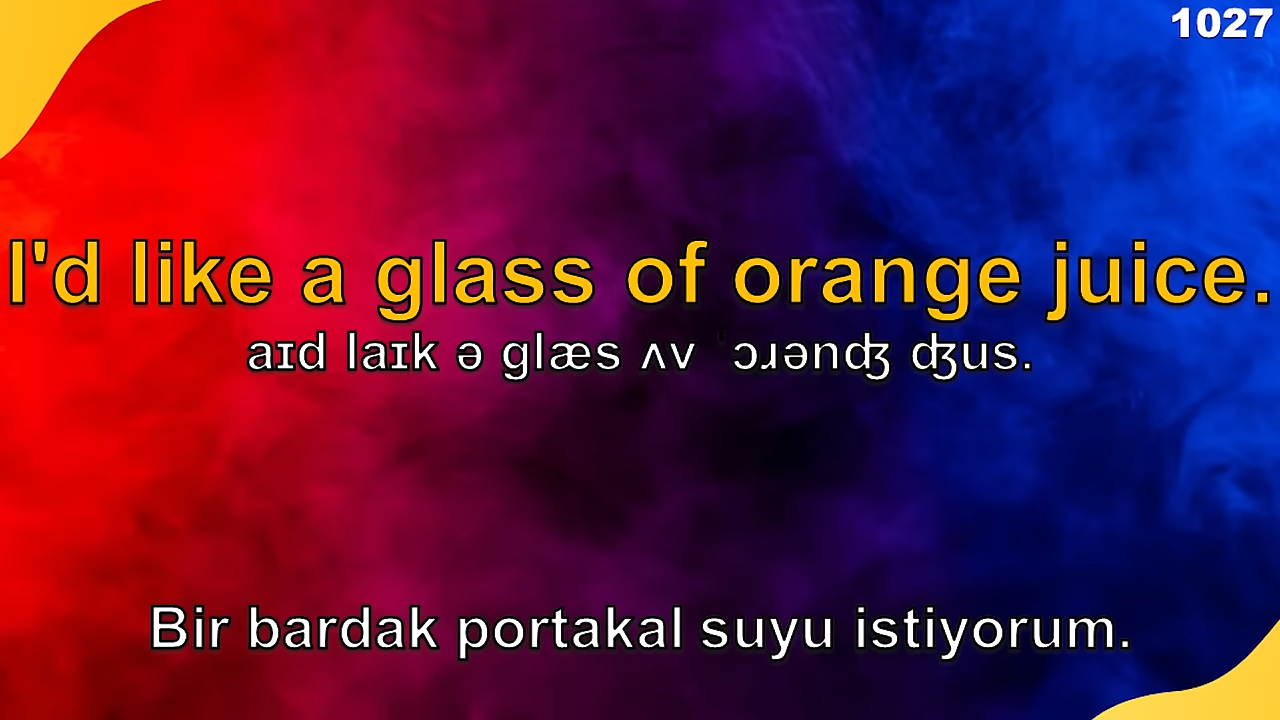 1027
I'd like a glass of orange juice.
aɪd laɪk ə glæs ʌv ˈɔɹənʤ ʤus.
Bir bardak portakal suyu istiyorum.